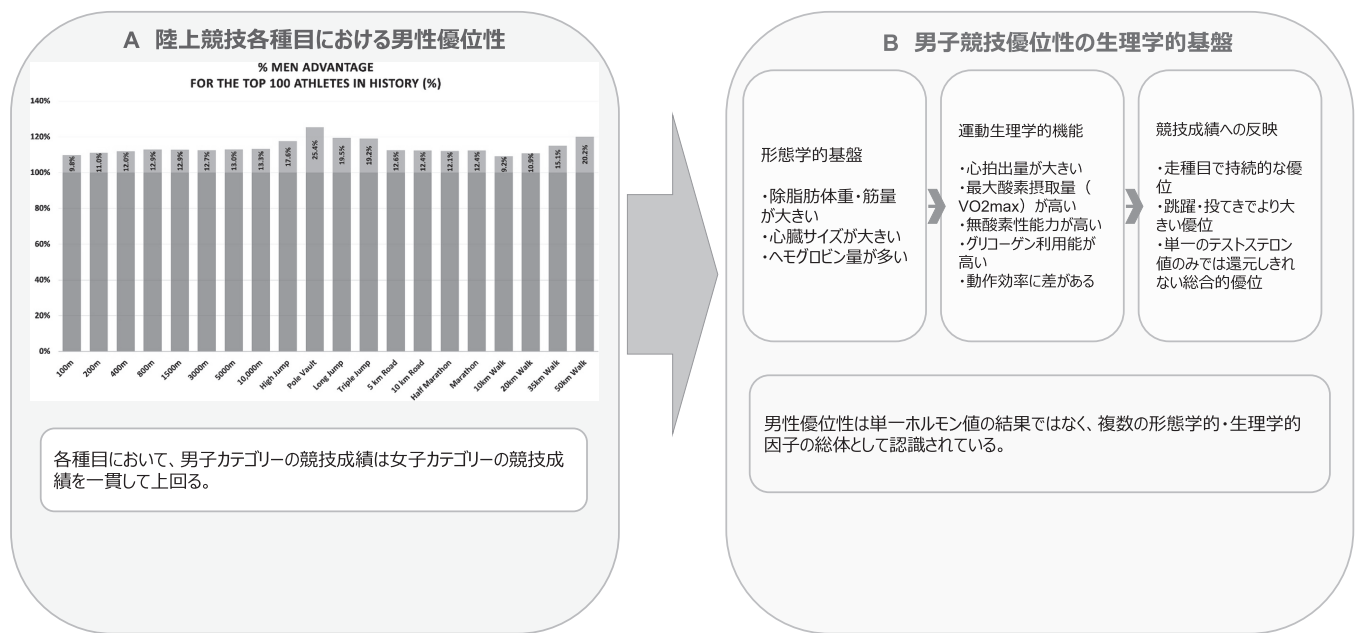 A 陸上競技各種目における男性優位性
% MEN ADVANTAGE
FOR THE TOP 100 ATHLETES IN HISTORY (%)
140%
120%
100%
80%
60%
40%
20%
0%
9.8%
11.0%
12.0%
12.9%
12.9%
12.7%
13.0%
13.3%
17.6%
25.4%
19.5%
19.2%
12.6%
12.4%
12.1%
12.4%
9.2%
10.9%
15.1%
20.2%
100m
200m
400m
800m
1500m
3000m
5000m
10,000m
High Jump
Pole Vault
Long Jump
Triple Jump
5 km Road
10 km Road
Half Marathon
Marathon
10km Walk
20km Walk
35km Walk
50km Walk
各種目において、男子カテゴリーの競技成績は女子カテゴリーの競技成
績を一貫して上回る。
B 男子競技優位性の生理学的基盤
形態学的基盤
・除脂肪体重・筋量
が大きい
・心臓サイズが大きい
・ヘモグロビン量が多い
運動生理学的機能
・心拍出量が大きい
・最大酸素摂取量（
VO2max）が高い
・無酸素性能力が高い
・グリコーゲン利用能が
高い
・動作効率に差がある
競技成績への反映
・走種目で持続的な優
位
・跳躍・投てきでより大
きい優位
・単一のテストステロン
値のみでは還元しきれ
ない総合的優位
男性優位性は単一ホルモン値の結果ではなく、複数の形態学的・生理学的
因子の総体として認識されている。